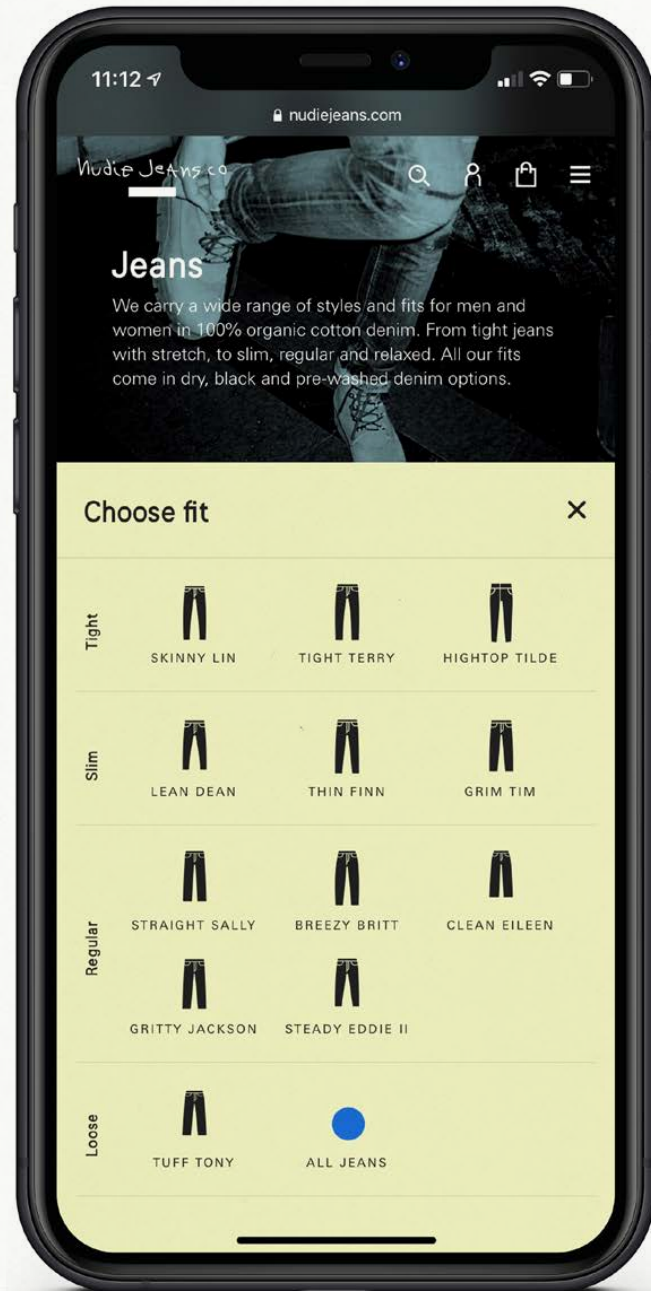 11:12
nudiejeans.com
Nudie Jeans co
Jeans
We carry a wide range of styles and fits for men and
women in 100% organic cotton denim. From tight jeans
with stretch, to slim, regular and relaxed. All our fits
come in dry, black and pre-washed denim options.
Choose fit
Tight
SKINNY LIN TIGHT TERRY HIGHTOP TILDE
Slim
LEAN DEAN THIN FINN GRIM TIM
Regular
STRAIGHT SALLY BREEZY BRITT CLEAN EILEEN
GRITTY JACKSON STEADY EDDIE II
Loose
TUFF TONY ALL JEANS